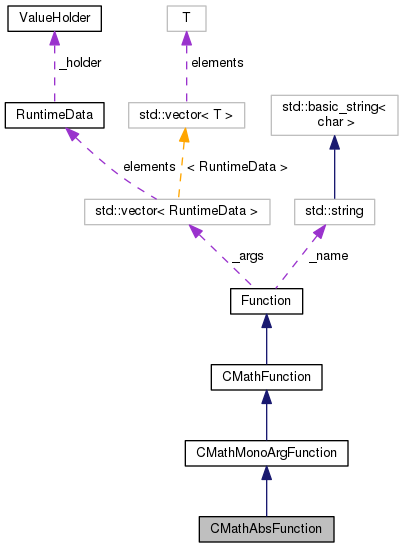 ValueHolder
T
_holder
elements
RuntimeData
std::vector< T >
std::basic_string<
char >
elements
< RuntimeData >
std::vector< RuntimeData >
std::string
_args
_name
Function
CMathFunction
CMathMonoArgFunction
CMathAbsFunction